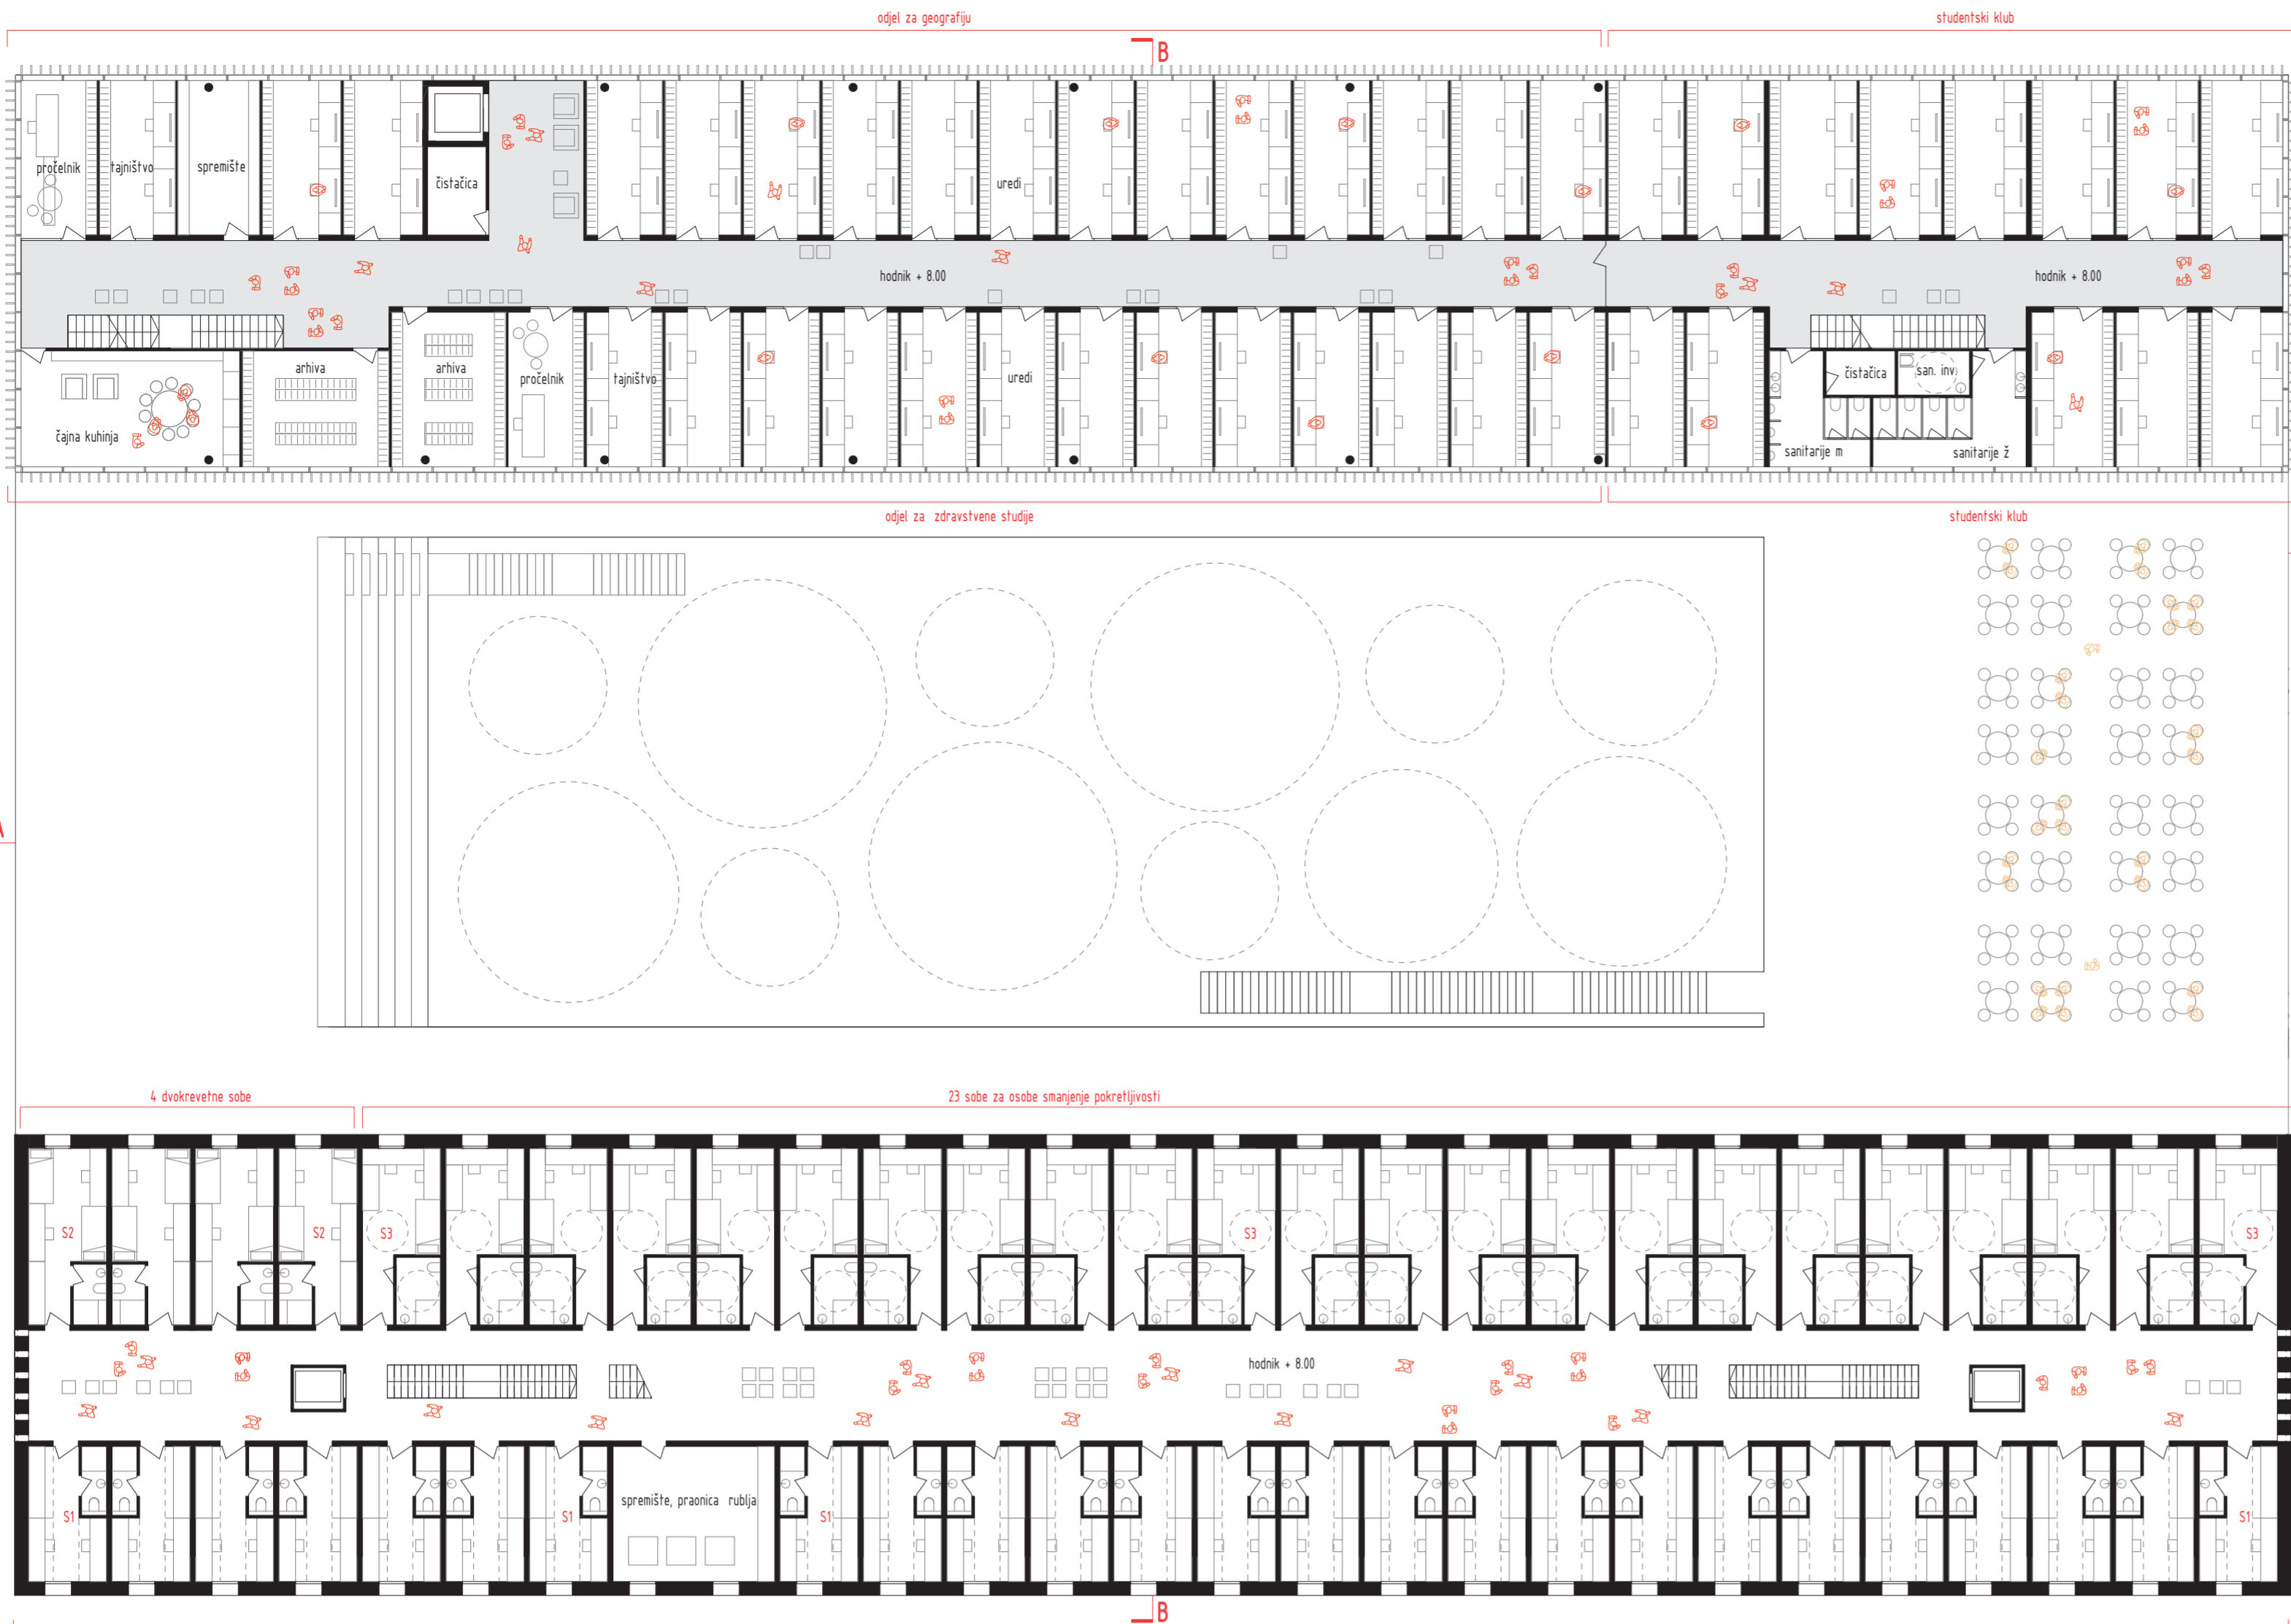 odjel za geografiju
studentski klub
B
pročelnik
tajništvo
spremište
čistačica
uredi
hodnik + 8.00
hodnik + 8.00
arhiva
arhiva
pročelnik
tajništvo
uredi
čistačica
san. inv.
čajna kuhinja
sanitarije m
sanitarije ž
odjel za zdravstvene studije
studentski klub
A
4 dvokrevetne sobe
23 sobe za osobe smanjenje pokretljivosti
S2
S2
S3
S3
S3
hodnik + 8.00
spremište, praonica rublja
S1
S1
S1
S1
B